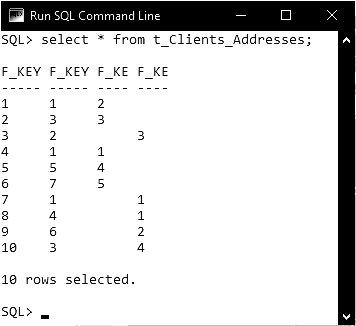 Run SQL Command Line
SQL> select * from t_Clients_Addresses;
F_KEY F_KEY F_KE F_KE
----- ----- ---- ----
1     1     2
2     3     3
3     2          3
4     1     1
5     5     4
6     7     5
7     1          1
8     4          1
9     6          2
10    3          4
10 rows selected.
SQL>